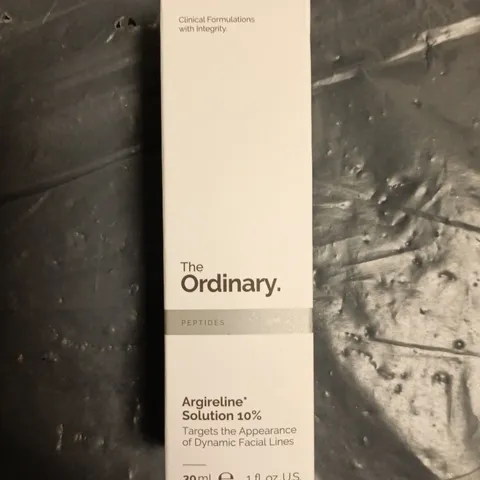 Clinical Formulations
with Integrity.
The
Ordinary.
PEPTIDES
Argireline*
Solution 10%
Targets the Appearance
of Dynamic Facial Lines
30ml ℮ 1 fl. oz. U.S.